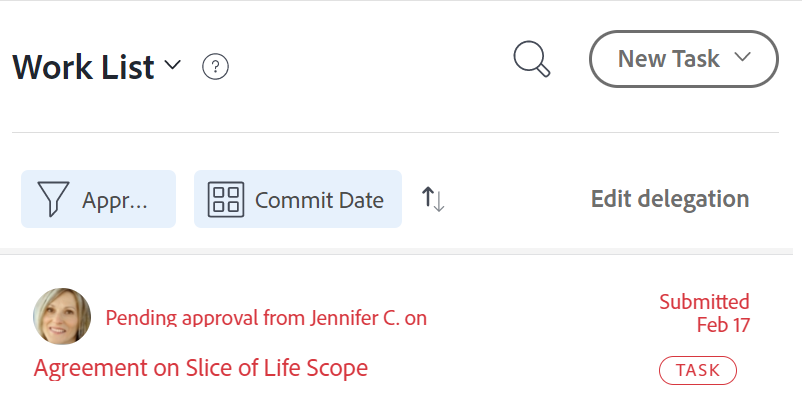 Work List ?
New Task
Appr...
Commit Date
Edit delegation
Pending approval from Jennifer C. on
Submitted
Feb 17
Agreement on Slice of Life Scope
TASK